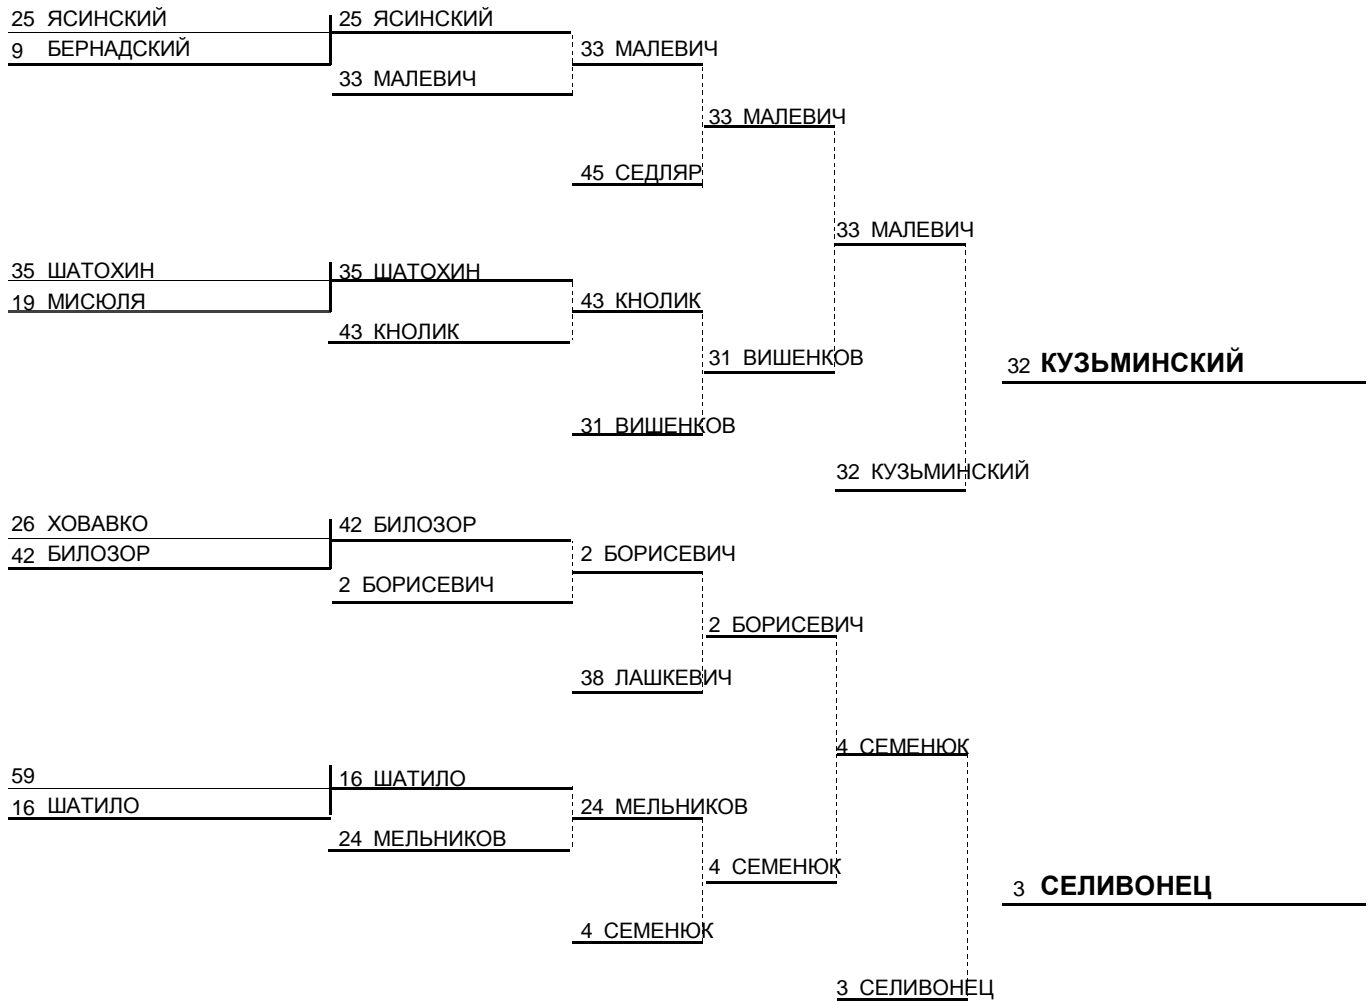 25 ЯСИНСКИЙ
9 БЕРНАДСКИЙ
25 ЯСИНСКИЙ
33 МАЛЕВИЧ
33 МАЛЕВИЧ
33 МАЛЕВИЧ
45 СЕДЛЯР
33 МАЛЕВИЧ
35 ШАТОХИН
19 МИСЮЛЯ
35 ШАТОХИН
43 КНОЛИК
43 КНОЛИК
31 ВИШЕНКОВ
31 ВИШЕНКОВ
32 КУЗЬМИНСКИЙ
32 КУЗЬМИНСКИЙ
26 ХОВАВКО
42 БИЛОЗОР
42 БИЛОЗОР
2 БОРИСЕВИЧ
2 БОРИСЕВИЧ
2 БОРИСЕВИЧ
38 ЛАШКЕВИЧ
4 СЕМЕНЮК
59
16 ШАТИЛО
16 ШАТИЛО
24 МЕЛЬНИКОВ
24 МЕЛЬНИКОВ
4 СЕМЕНЮК
4 СЕМЕНЮК
3 СЕЛИВОНЕЦ
3 СЕЛИВОНЕЦ